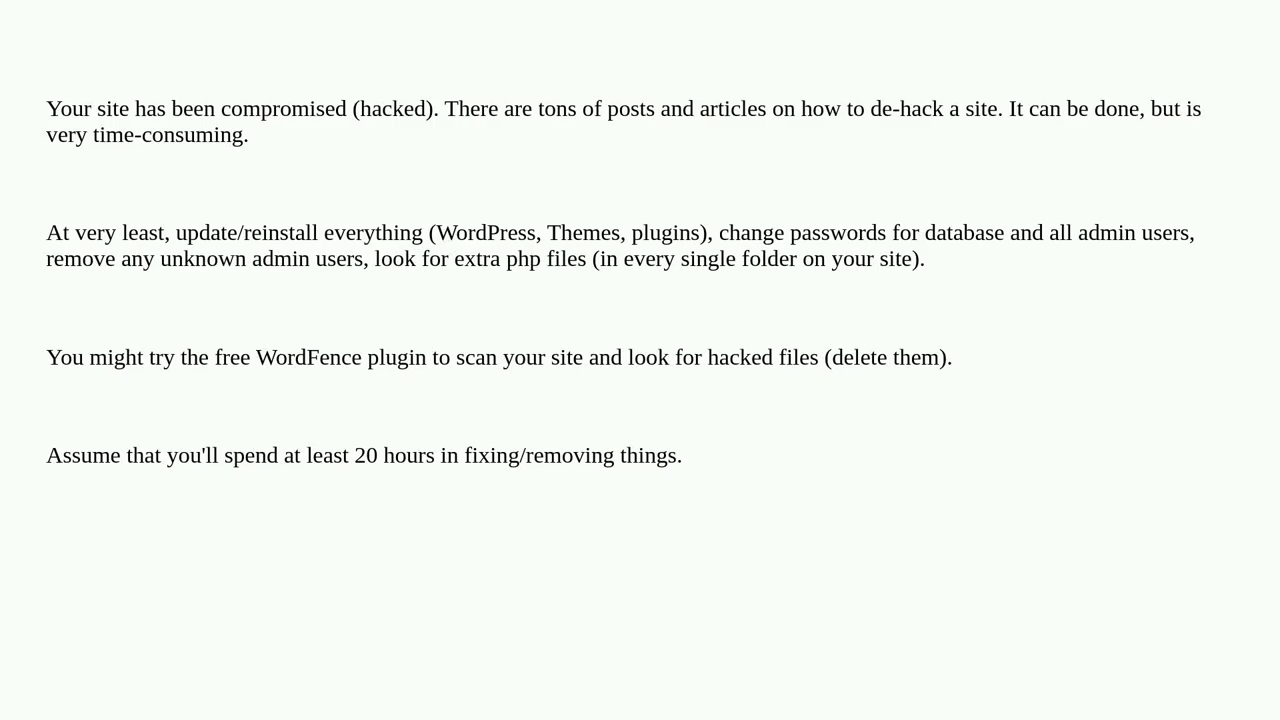 Your site has been compromised (hacked). There are tons of posts and articles on how to de-hack a site. It can be done, but is
very time-consuming.
At very least, update/reinstall everything (WordPress, Themes, plugins), change passwords for database and all admin users,
remove any unknown admin users, look for extra php files (in every single folder on your site).
You might try the free WordFence plugin to scan your site and look for hacked files (delete them).
Assume that you'll spend at least 20 hours in fixing/removing things.